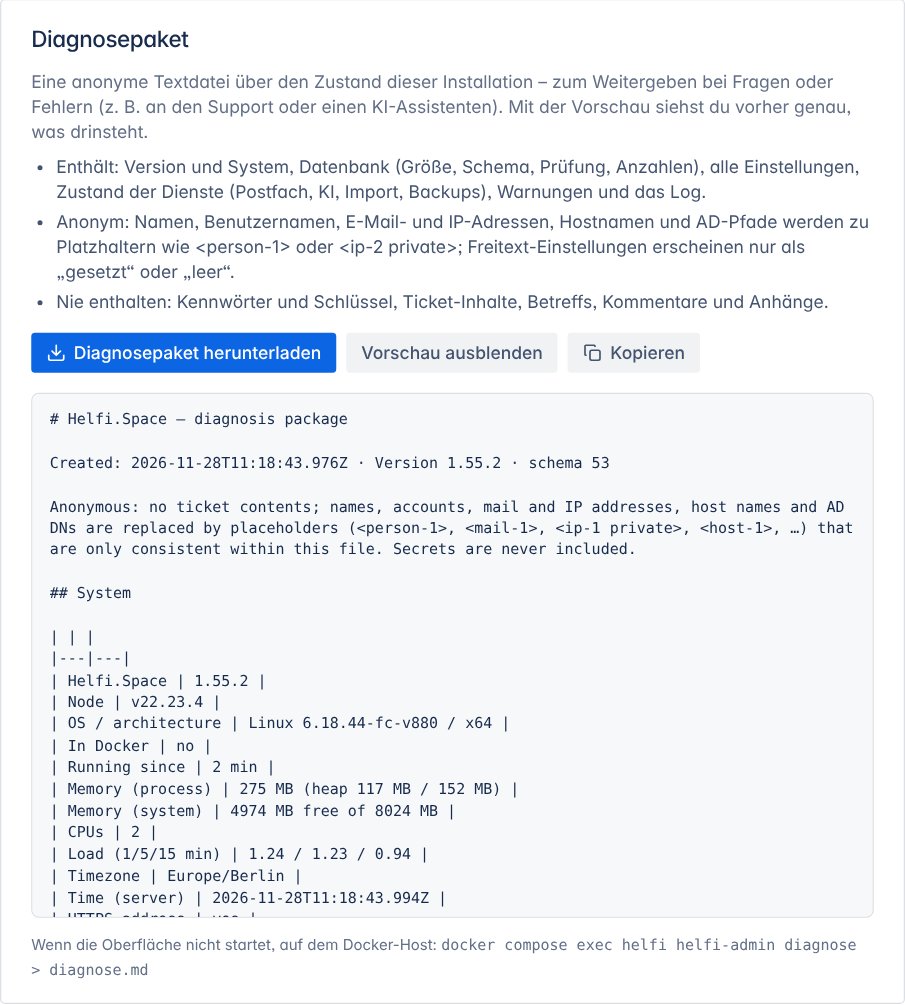 Diagnosepaket
Eine anonyme Textdatei über den Zustand dieser Installation – zum Weitergeben bei Fragen oder
Fehlern (z. B. an den Support oder einen KI-Assistenten). Mit der Vorschau siehst du vorher genau,
was drinsteht.
• Enthält: Version und System, Datenbank (Größe, Schema, Prüfung, Anzahlen), alle Einstellungen,
Zustand der Dienste (Postfach, KI, Import, Backups), Warnungen und das Log.
• Anonym: Namen, Benutzernamen, E-Mail- und IP-Adressen, Hostnamen und AD-Pfade werden zu
Platzhaltern wie <person-1> oder <ip-2 private>; Freitext-Einstellungen erscheinen nur als
„gesetzt“ oder „leer“.
• Nie enthalten: Kennwörter und Schlüssel, Ticket-Inhalte, Betreffs, Kommentare und Anhänge.
Diagnosepaket herunterladen Vorschau ausblenden Kopieren
# Helfi.Space — diagnosis package
Created: 2026-11-28T11:18:43.976Z · Version 1.55.2 · schema 53
Anonymous: no ticket contents; names, accounts, mail and IP addresses, host names and AD
DNs are replaced by placeholders (<person-1>, <mail-1>, <ip-1 private>, <host-1>, …) that
are only consistent within this file. Secrets are never included.
## System
| | |
|---|---|
| Helfi.Space | 1.55.2 |
| Node | v22.23.4 |
| OS / architecture | Linux 6.18.44-fc-v880 / x64 |
| In Docker | no |
| Running since | 2 min |
| Memory (process) | 275 MB (heap 117 MB / 152 MB) |
| Memory (system) | 4974 MB free of 8024 MB |
| CPUs | 2 |
| Load (1/5/15 min) | 1.24 / 1.23 / 0.94 |
| Timezone | Europe/Berlin |
| Time (server) | 2026-11-28T11:18:43.994Z |
Wenn die Oberfläche nicht startet, auf dem Docker-Host: docker compose exec helfi helfi-admin diagnose
> diagnose.md